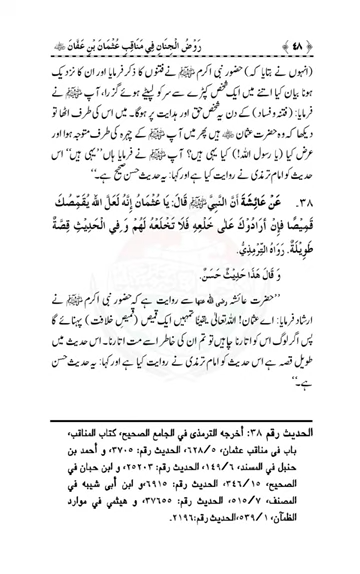 ﴿ ٤٨ ﴾ رَوْضُ الْجِنَانِ فِي مَنَاقِبِ عُثْمَانَ بْنِ عَفَّانَ ؓ
(انہوں نے بتایا کہ) حضور نبی اکرم ﷺ نے فتنوں کا ذکر فرمایا اور ان کا نزدیک
ہونا بیان کیا اتنے میں ایک شخص کپڑے سے سر کو لپیٹے ہوئے گزرا، آپ ﷺ نے
فرمایا: (فتنہ و فساد) کے دن یہ شخص حق اور ہدایت پر ہوگا۔ میں اس کی طرف اٹھا تو
دیکھا کہ وہ حضرت عثمان ؓ ہیں پھر میں آپ ﷺ کے چہرہ کی طرف متوجہ ہوا اور
عرض کیا (یا رسول اللہ!) کیا یہی ہیں؟ آپ ﷺ نے فرمایا ہاں ’’یہی ہیں‘‘ اس
حدیث کو امام ترمذی نے روایت کیا ہے اور کہا: یہ حدیث حسن صحیح ہے۔‘‘
٣٨. عَنْ عَائِشَةَ أَنَّ النَّبِيَّ ﷺ قَالَ: يَا عُثْمَانُ إِنَّهُ لَعَلَّ اللهَ يُقَمِّصُكَ
قَمِيْصًا فَإِنْ أَرَادُوْكَ عَلَى خَلْعِهِ فَلَا تَخْلَعْهُ لَهُمْ وَ فِي الْحَدِيْثِ قِصَّةٌ
طَوِيْلَةٌ. رَوَاهُ التِّرْمِذِيُّ.
وَ قَالَ هَذَا حَدِيْثٌ حَسَنٌ.
’’حضرت عائشہ رضی اللہ عنہا سے روایت ہے کہ حضور نبی اکرم ﷺ نے
ارشاد فرمایا: اے عثمان! اللہ تعالیٰ یقیناً تمہیں ایک قمیص (قمیصِ خلافت) پہنائے گا
پس اگر لوگ اس کو اتارنا چاہیں تو تم ان کی خاطر اسے مت اتارنا۔ اس حدیث میں
طویل قصہ ہے اس حدیث کو امام ترمذی نے روایت کیا ہے اور کہا: یہ حدیث حسن
ہے۔‘‘
الحديث رقم ٣٨: أخرجه الترمذى في الجامع الصحيح، كتاب المناقب،
باب في مناقب عثمان، ٥/٦٢٨، الحديث رقم: ٣٧٠٥، و أحمد بن
حنبل في المسند، ٦/١٤٩، الحديث رقم: ٢٥٢٠٣، و ابن حبان في
الصحيح، ١٥/٣٤٦، الحديث رقم: ٦٩١٥، و ابن أبى شيبه في
المصنف، ٧/٥١٥، الحديث رقم: ٣٧٦٥٥، و هيثمي في موارد
الظمآن، ١/٥٣٩، الحديث رقم: ٢١٩٦.